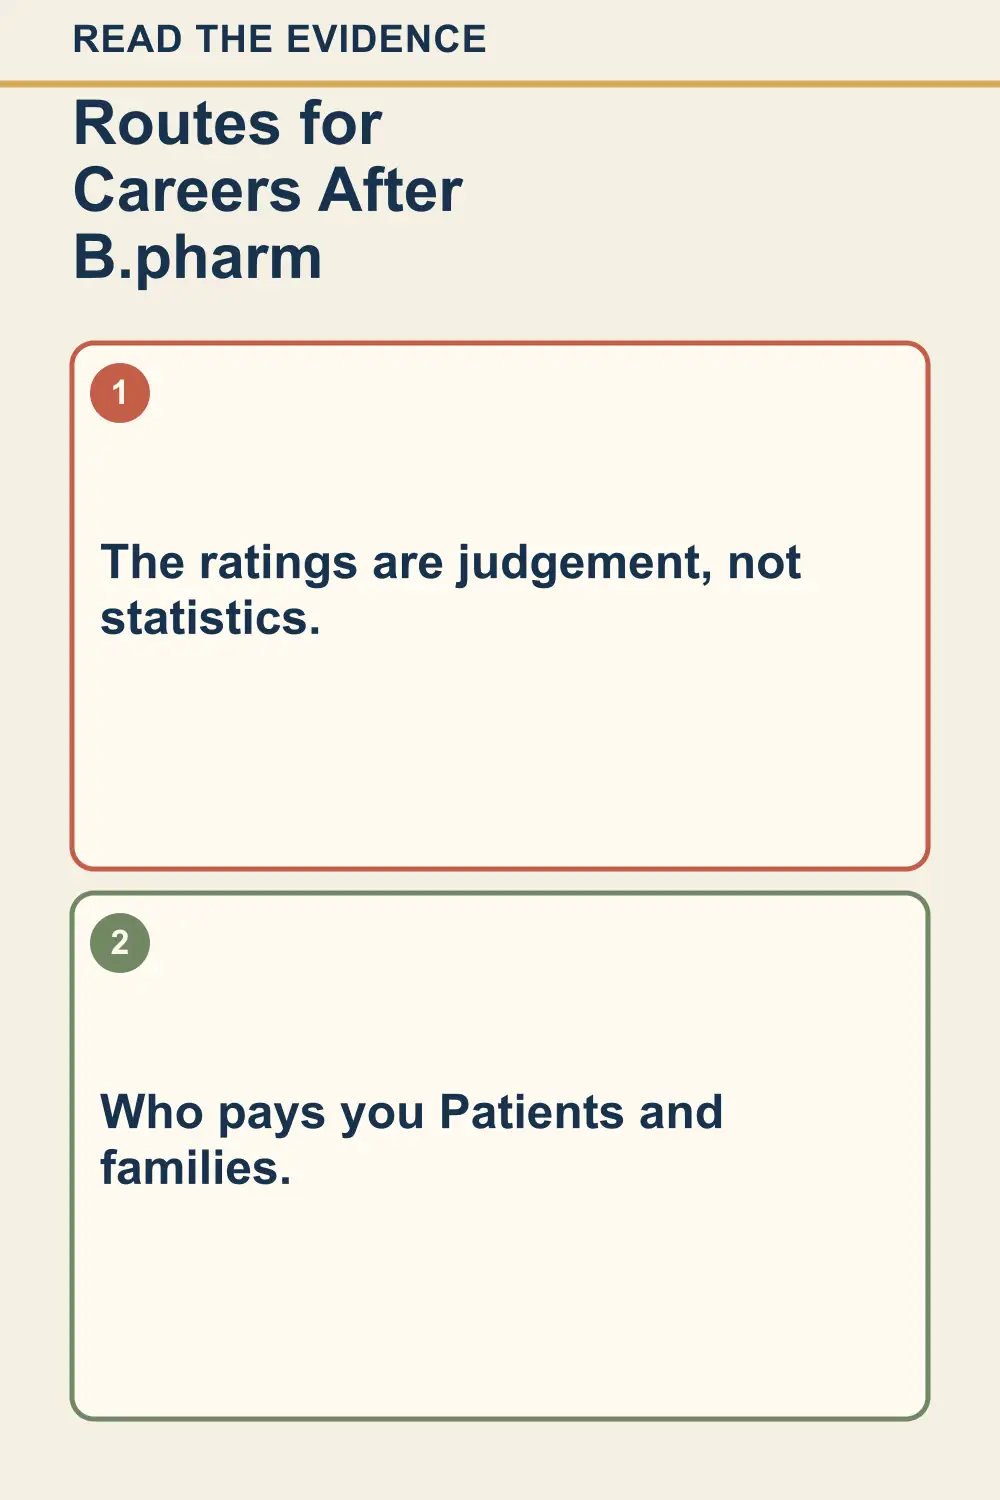 READ THE EVIDENCE
Routes for
Careers After
B.pharm
1
The ratings are judgement, not
statistics.
2
Who pays you Patients and
families.